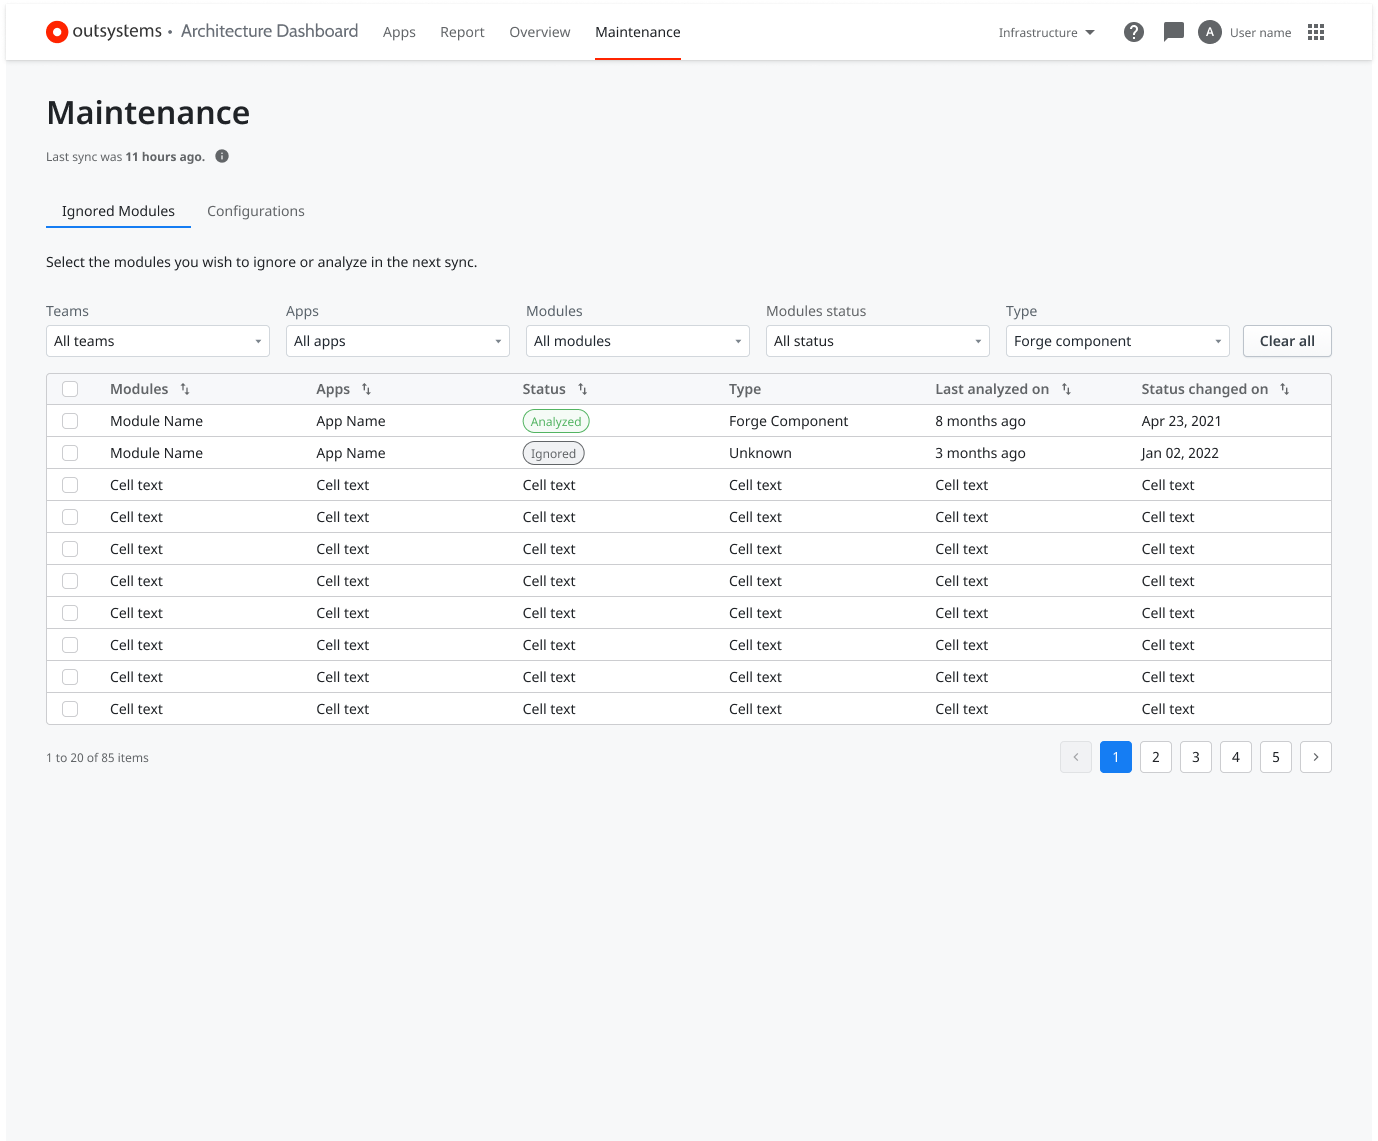 outsystems • Architecture Dashboard Apps Report Overview Maintenance Infrastructure ? A User name
Maintenance
Last sync was 11 hours ago. i
Ignored Modules Configurations
Select the modules you wish to ignore or analyze in the next sync.
Teams Apps Modules Modules status Type
All teams All apps All modules All status Forge component Clear all
Modules Apps Status Type Last analyzed on Status changed on
Module Name App Name Analyzed Forge Component 8 months ago Apr 23, 2021
Module Name App Name Ignored Unknown 3 months ago Jan 02, 2022
Cell text Cell text Cell text Cell text Cell text Cell text
Cell text Cell text Cell text Cell text Cell text Cell text
Cell text Cell text Cell text Cell text Cell text Cell text
Cell text Cell text Cell text Cell text Cell text Cell text
Cell text Cell text Cell text Cell text Cell text Cell text
Cell text Cell text Cell text Cell text Cell text Cell text
Cell text Cell text Cell text Cell text Cell text Cell text
Cell text Cell text Cell text Cell text Cell text Cell text
1 to 20 of 85 items 1 2 3 4 5